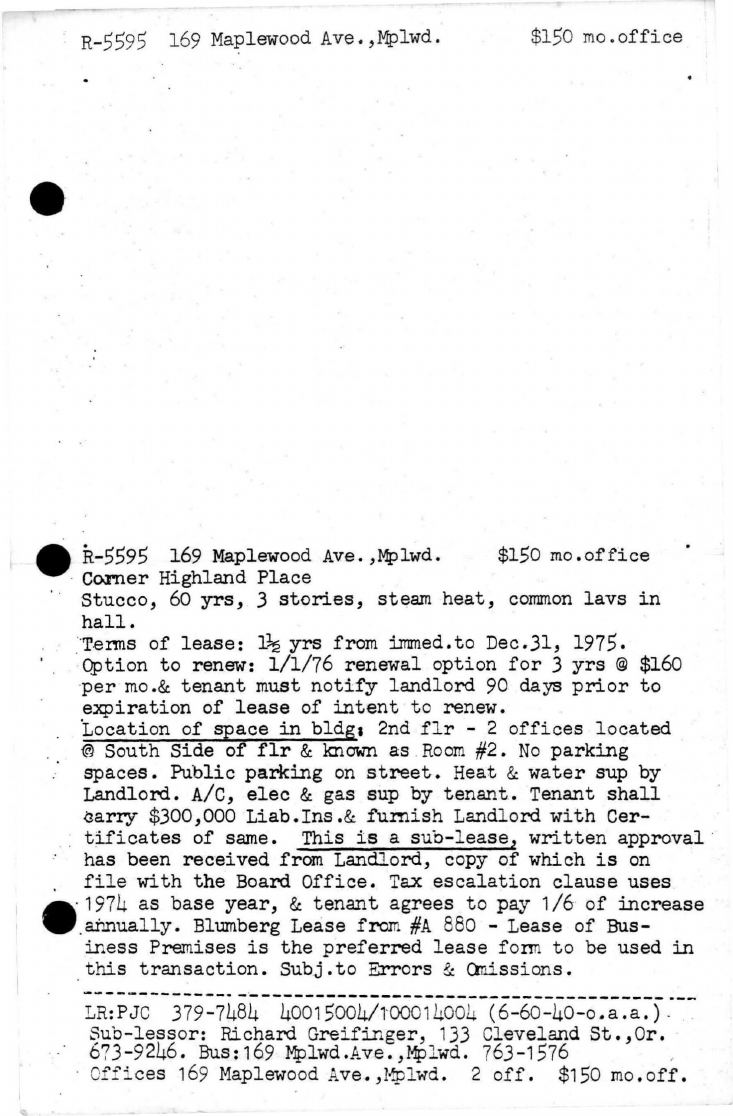 R-5595 169 Maplewood Ave.,Mplwd. $150 mo.office
R-5595 169 Maplewood Ave.,Mplwd. $150 mo.office
Corner Highland Place
Stucco, 60 yrs, 3 stories, steam heat, common lavs in
hall.
Terms of lease: 1½ yrs from immed.to Dec.31, 1975.
Option to renew: 1/1/76 renewal option for 3 yrs @ $160
per mo.& tenant must notify landlord 90 days prior to
expiration of lease of intent to renew.
Location of space in bldg: 2nd flr - 2 offices located
@ South Side of flr & known as Room #2. No parking
spaces. Public parking on street. Heat & water sup by
Landlord. A/C, elec & gas sup by tenant. Tenant shall
carry $300,000 Liab.Ins.& furnish Landlord with Cer-
tificates of same. This is a sub-lease, written approval
has been received from Landlord, copy of which is on
file with the Board Office. Tax escalation clause uses
1974 as base year, & tenant agrees to pay 1/6 of increase
annually. Blumberg Lease from #A 880 - Lease of Bus-
iness Premises is the preferred lease form to be used in
this transaction. Subj.to Errors & Omissions.
LR:PJC 379-7484 40015004/100014004 (6-60-40-o.a.a.)
Sub-lessor: Richard Greifinger, 133 Cleveland St.,Or.
673-9246. Bus:169 Mplwd.Ave.,Mplwd. 763-1576
Offices 169 Maplewood Ave.,Mplwd. 2 off. $150 mo.off.